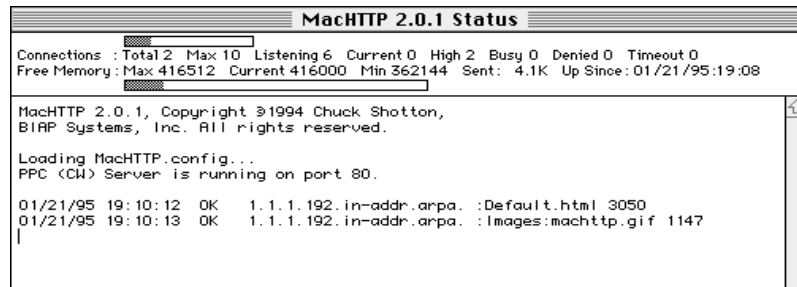 MacHTTP 2.0.1 Status
Connections : Total 2 Max 10 Listening 6 Current 0 High 2 Busy 0 Denied 0 Timeout 0
Free Memory: Max 416512 Current 416000 Min 362144 Sent: 4.1K Up Since: 01/21/95:19:08
MacHTTP 2.0.1, Copyright ©1994 Chuck Shotton,
BIAP Systems, Inc. All rights reserved.
Loading MacHTTP.config...
PPC (CW) Server is running on port 80.
01/21/95 19:10:12 OK 1.1.1.192.in-addr.arpa. :Default.html 3050
01/21/95 19:10:13 OK 1.1.1.192.in-addr.arpa. :Images:machttp.gif 1147